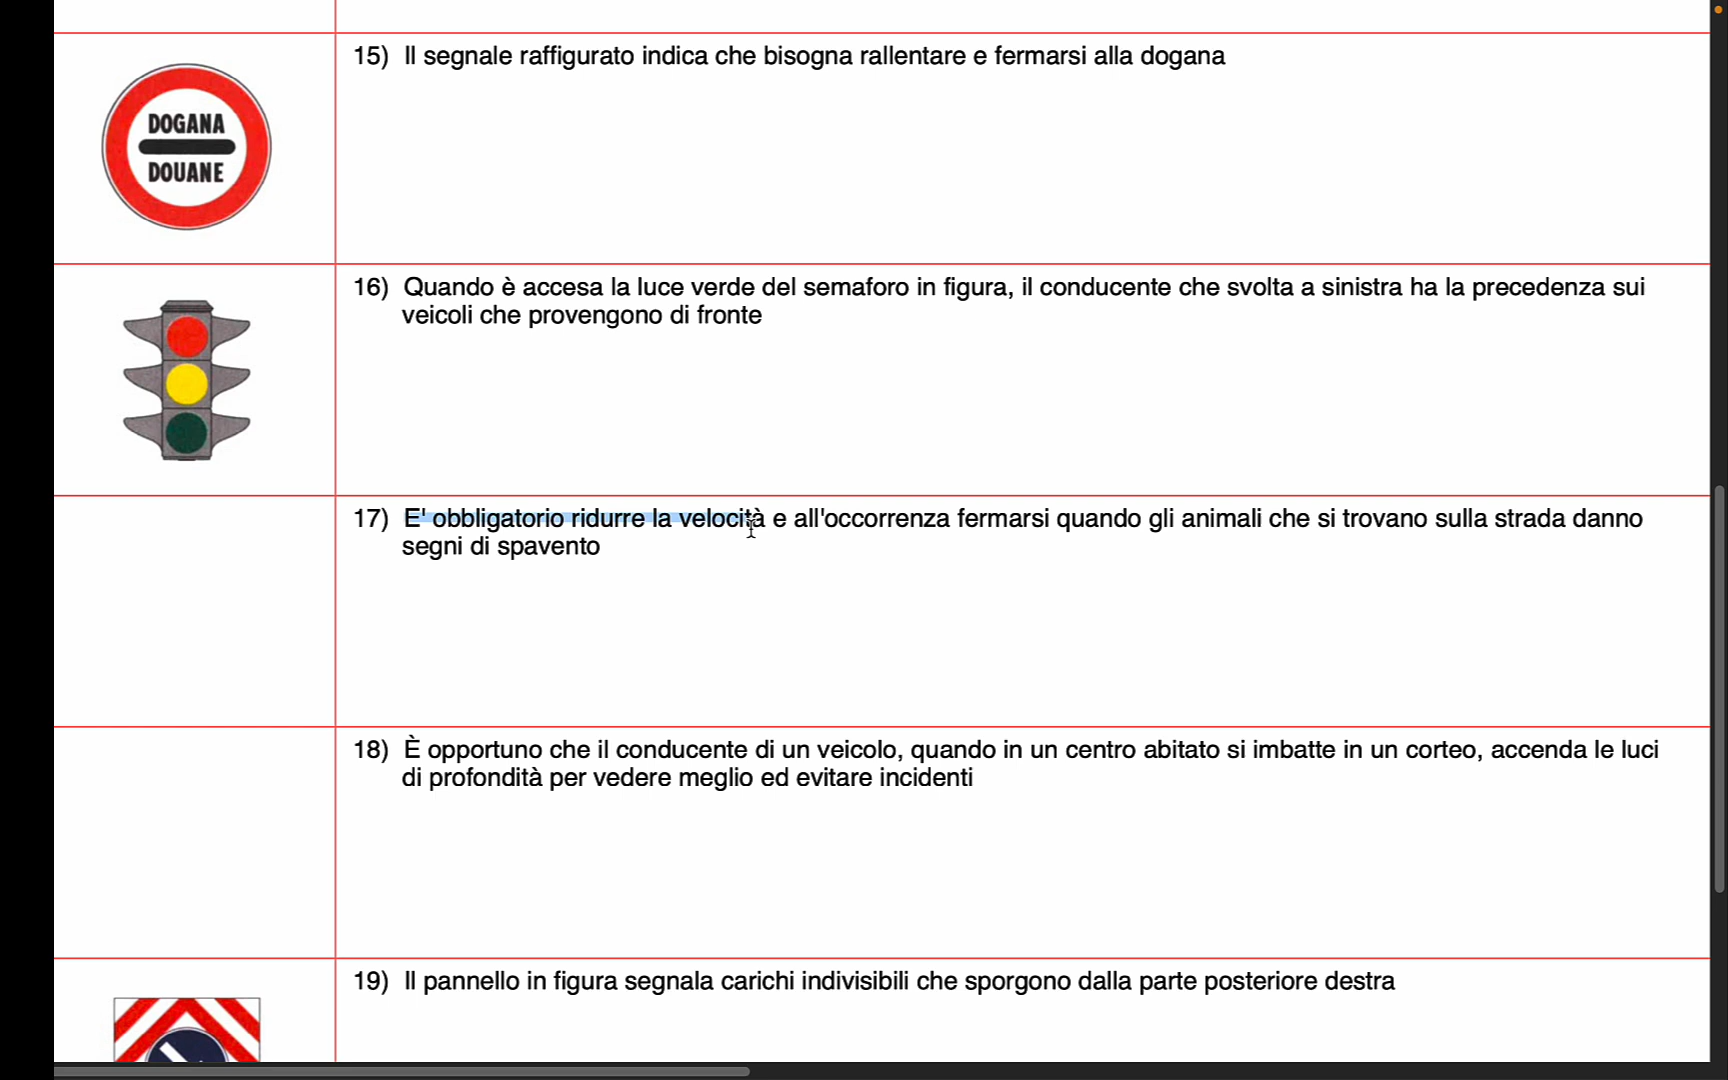 15) Il segnale raffigurato indica che bisogna rallentare e fermarsi alla dogana
DOGANA
DOUANE
16) Quando è accesa la luce verde del semaforo in figura, il conducente che svolta a sinistra ha la precedenza sui
veicoli che provengono di fronte
17) E' obbligatorio ridurre la velocità e all'occorrenza fermarsi quando gli animali che si trovano sulla strada danno
segni di spavento
18) È opportuno che il conducente di un veicolo, quando in un centro abitato si imbatte in un corteo, accenda le luci
di profondità per vedere meglio ed evitare incidenti
19) Il pannello in figura segnala carichi indivisibili che sporgono dalla parte posteriore destra